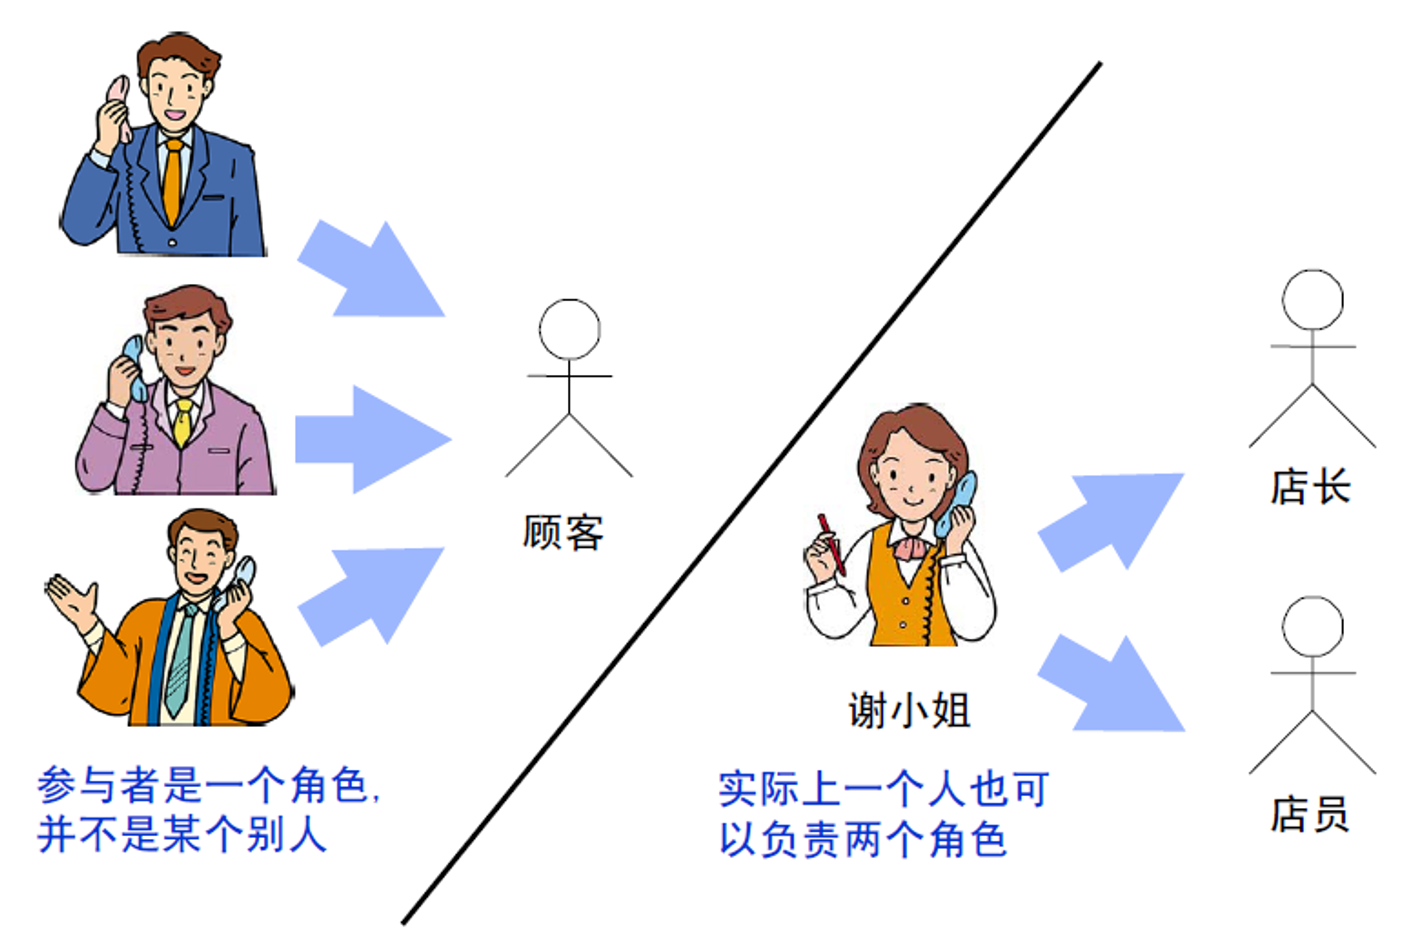 顾客
参与者是一个角色，
并不是某个别人
店长
谢小姐
店员
实际上一个人也可
以负责两个角色